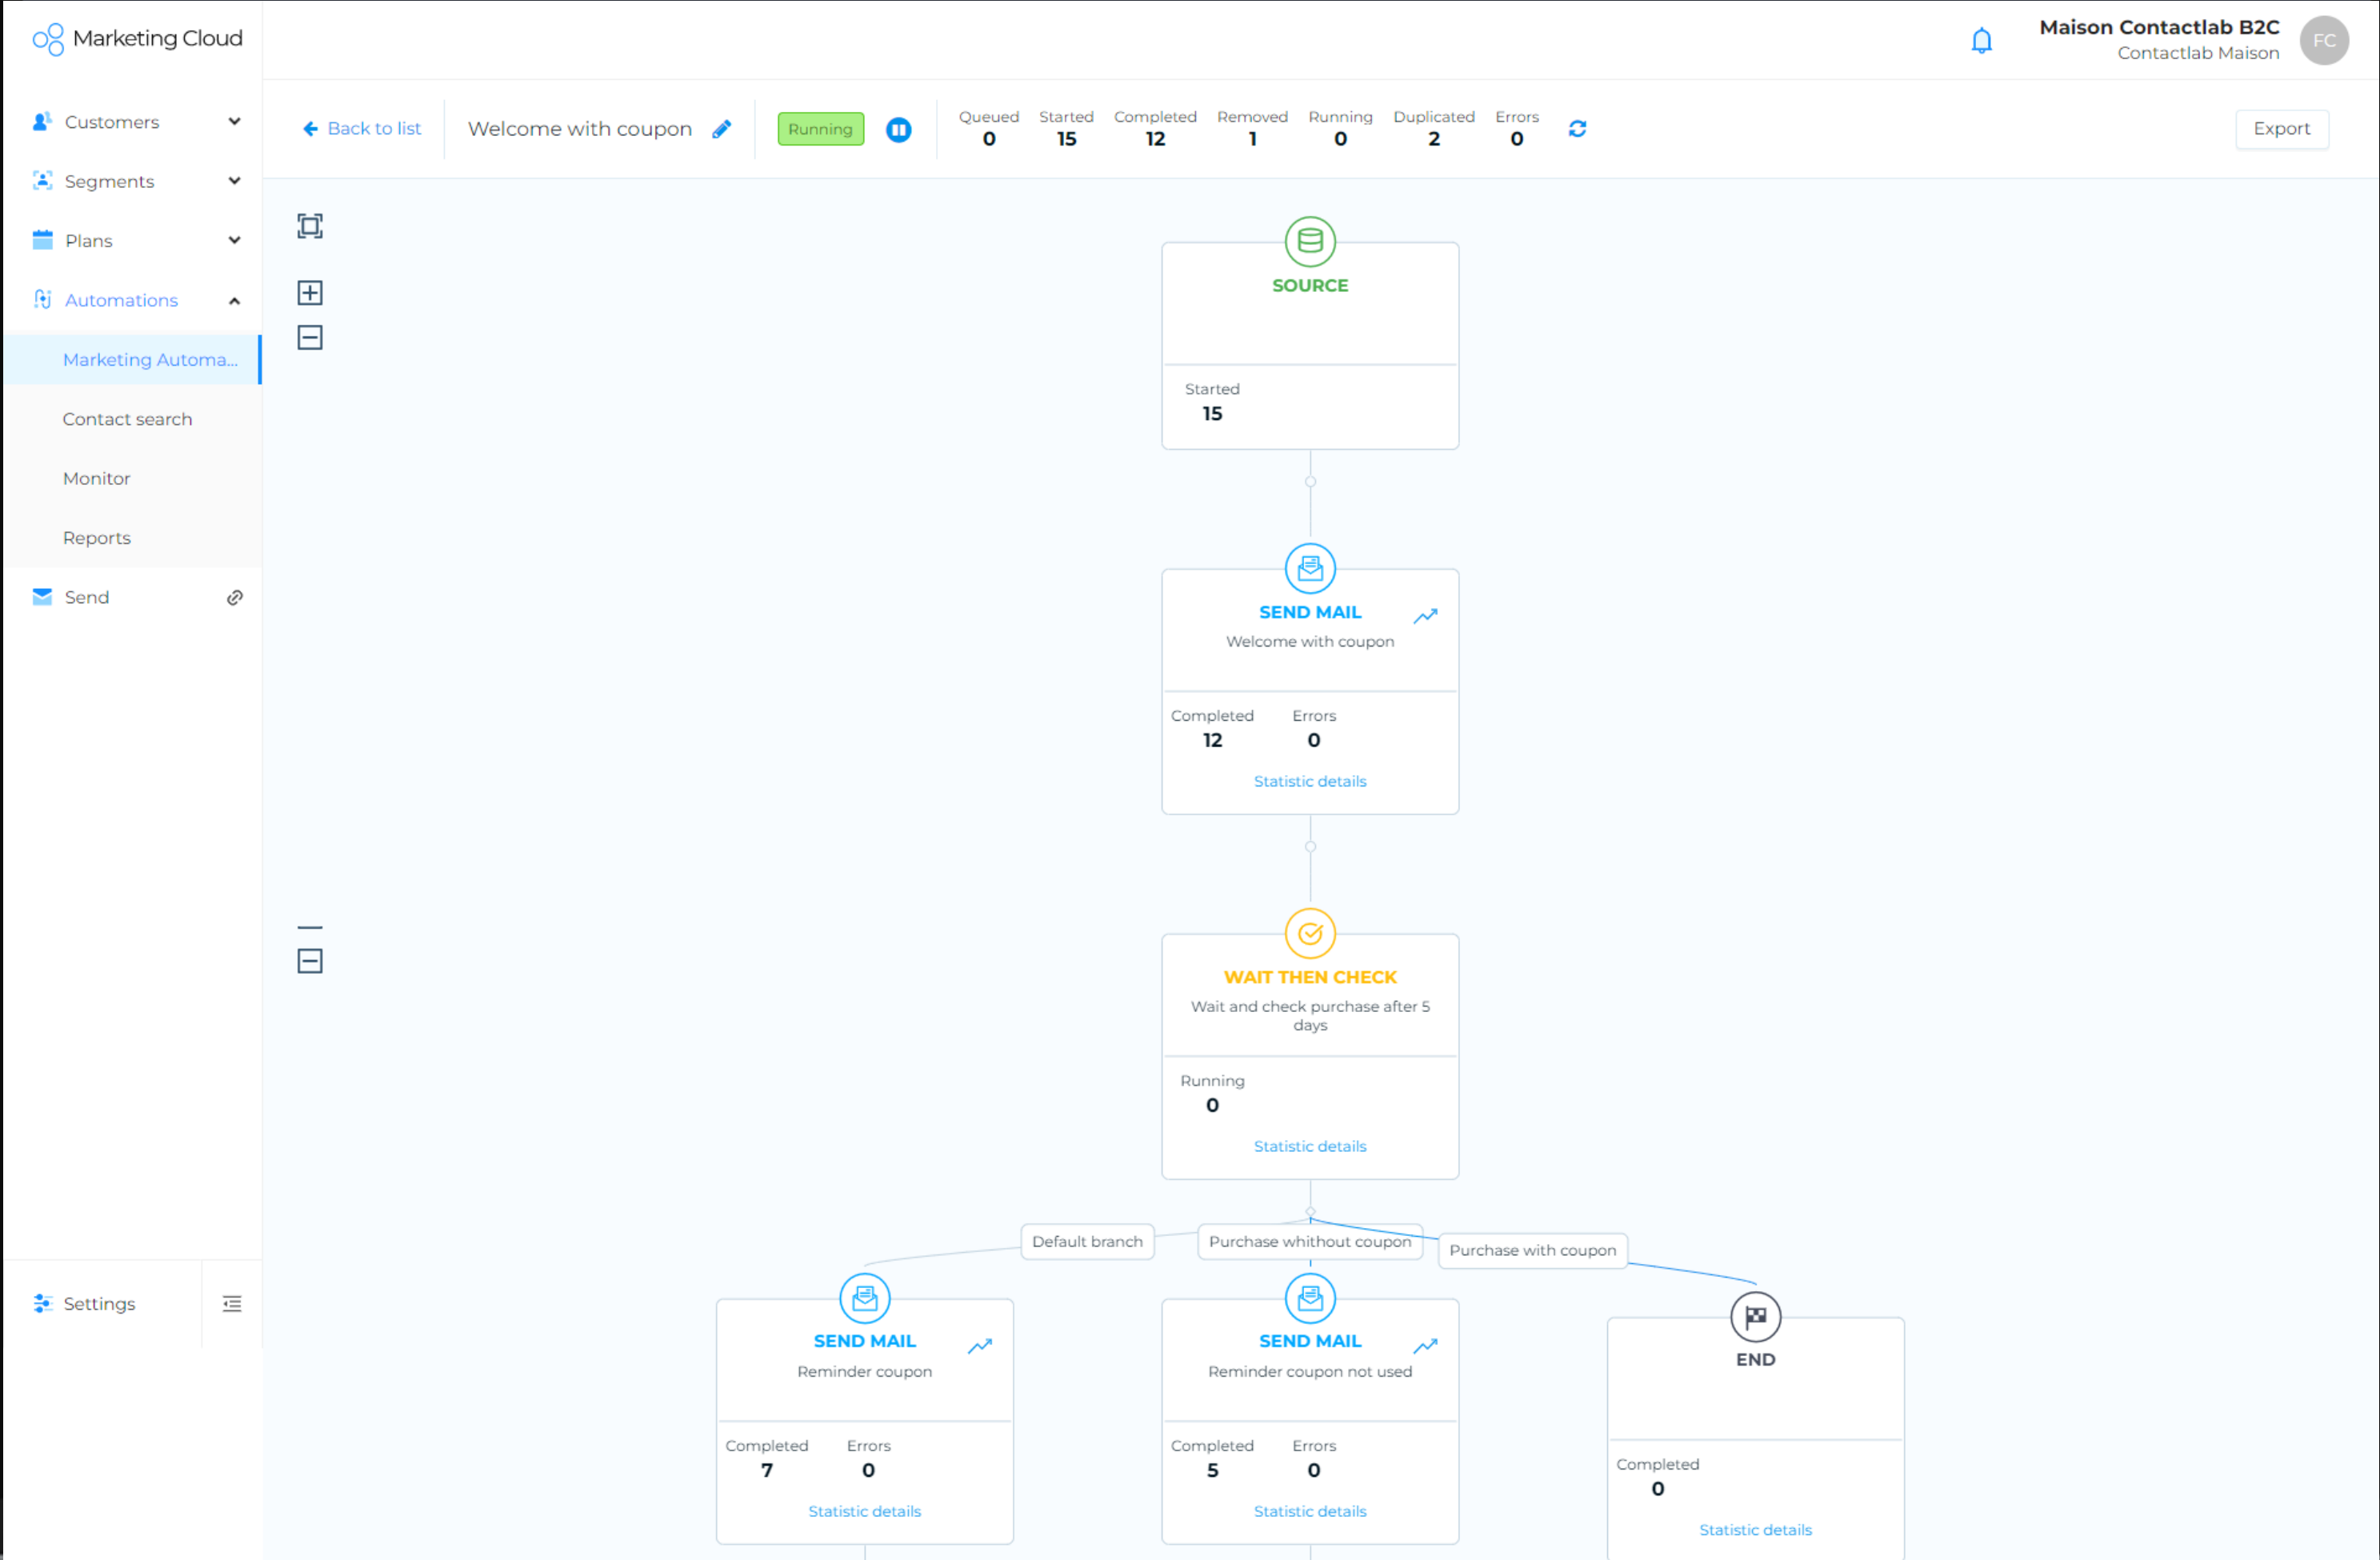 Marketing Cloud
Maison Contactlab B2C
Contactlab Maison
FC
Customers
Segments
Plans
Automations
Marketing Automa...
Contact search
Monitor
Reports
Send
Settings
Back to list
Welcome with coupon
Running
Queued Started Completed Removed Running Duplicated Errors
0 15 12 1 0 2 0
Export
SOURCE
Started
15
SEND MAIL
Welcome with coupon
Completed Errors
12 0
Statistic details
WAIT THEN CHECK
Wait and check purchase after 5
days
Running
0
Statistic details
Default branch
Purchase whithout coupon
Purchase with coupon
SEND MAIL
Reminder coupon
Completed Errors
7 0
Statistic details
SEND MAIL
Reminder coupon not used
Completed Errors
5 0
Statistic details
END
Completed
0
Statistic details